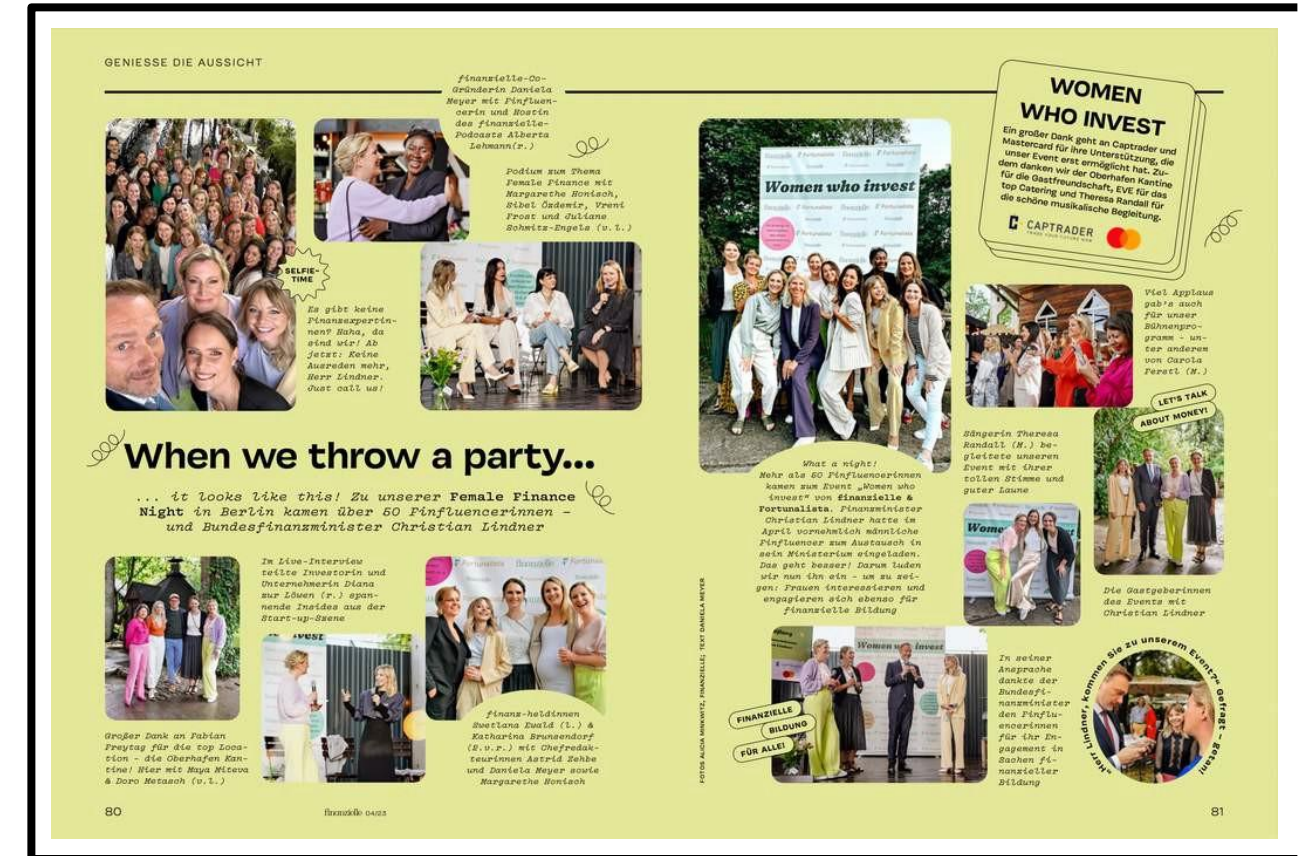 GENIESSE DIE AUSSICHT
finanzielle-Co-
Gründerin Daniela
Meyer mit Finfluen-
cerin und Hostin
des finanzielle-
Podcasts Alberta
Lehmann(r.)
Podium zum Thema
Female Finance mit
Margarethe Honisch,
Sibel Özdemir, Vreni
Frost und Juliane
Schmitz-Engels (v.l.)
SELFIE-
TIME
Es gibt keine
Finanzexpertin-
nen? Haha, da
sind wir! Ab
jetzt: Keine
Ausreden mehr,
Herr Lindner.
Just call us!
When we throw a party...
... it looks like this! Zu unserer Female Finance
Night in Berlin kamen über 50 Finfluencerinnen –
und Bundesfinanzminister Christian Lindner
Im Live-Interview
teilte Investorin und
Unternehmerin Diana
zur Löwen (r.) span-
nende Insides aus der
Start-up-Szene
Großer Dank an Fabian
Freytag für die top Loca-
tion - die Oberhafen Kan-
tine! Hier mit Maya Miteva
& Doro Metasch (v.l.)
finanz-heldinnen
Swetlana Ewald (l.) &
Katharina Brunsendorf
(2.v.r.) mit Chefredak-
teurinnen Astrid Zehbe
und Daniela Meyer sowie
Margarethe Honisch
80
finanzielle 04/23
Women who invest
WOMEN
WHO INVEST
Ein großer Dank geht an Captrader und
Mastercard für ihre Unterstützung, die
unser Event erst ermöglicht hat. Zu-
dem danken wir der Oberhafen Kantine
für die Gastfreundschaft, EVE für das
top Catering und Theresa Randall für
die schöne musikalische Begleitung.
CAPTRADER
TRADE YOUR FUTURE NOW
Viel Applaus
gab's auch
für unser
Bühnenpro-
gramm - un-
ter anderem
von Carola
Ferstl (M.)
LET'S TALK
ABOUT MONEY!
What a night!
Mehr als 50 Finfluencerinnen
kamen zum Event „Women who
invest“ von finanzielle &
Fortunalista. Finanzminister
Christian Lindner hatte im
April vornehmlich männliche
Finfluencer zum Austausch in
sein Ministerium eingeladen.
Das geht besser! Darum luden
wir nun ihn ein - um zu zei-
gen: Frauen interessieren und
engagieren sich ebenso für
finanzielle Bildung
Sängerin Theresa
Randall (M.) be-
gleitete unseren
Event mit ihrer
tollen Stimme und
guter Laune
Die Gastgeberinnen
des Events mit
Christian Lindner
FOTOS ALICIA MINKWITZ, FINANZIELLE; TEXT DANIELA MEYER
Women who invest
FINANZIELLE
BILDUNG
FÜR ALLE!
In seiner
Ansprache
dankte der
Bundesfi-
nanzminister
den Finflu-
encerinnen
für ihr En-
gagement in
Sachen fi-
nanzieller
Bildung
„Herr Lindner, kommen Sie zu unserem Event?“ Gefragt, getan!
81